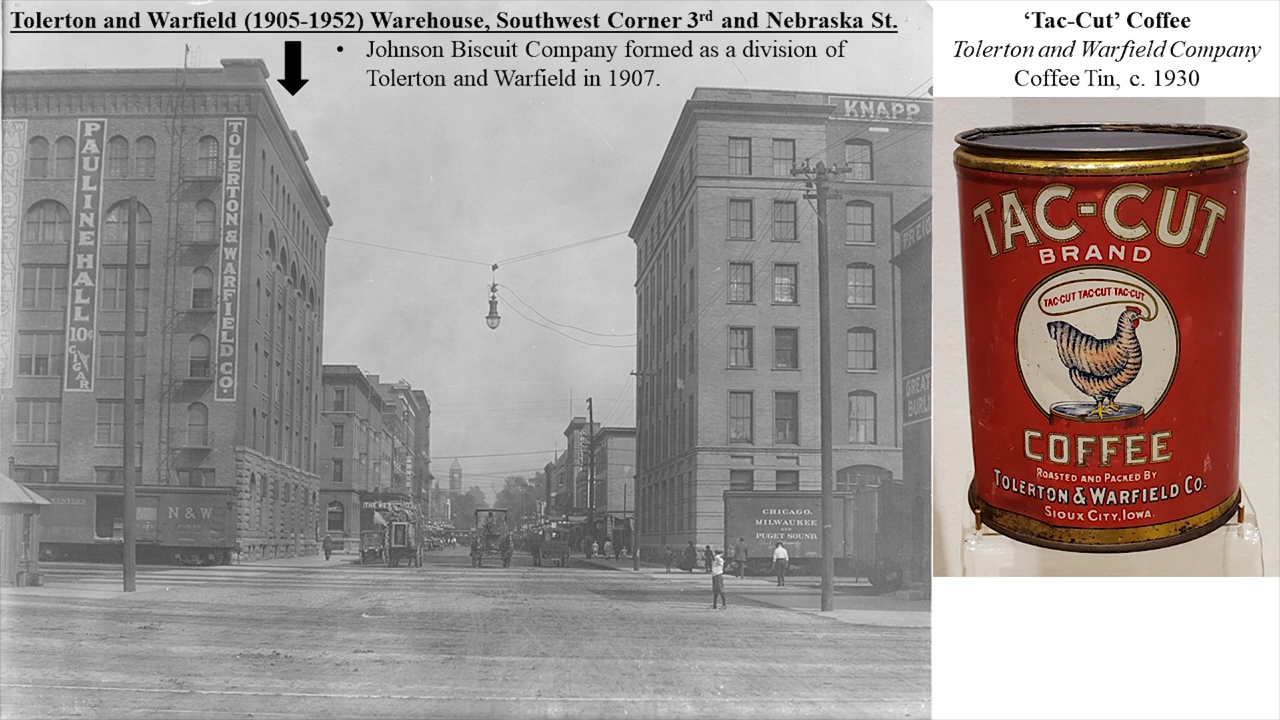 Tolerton and Warfield (1905-1952) Warehouse, Southwest Corner 3rd and Nebraska St.
• Johnson Biscuit Company formed as a division of
Tolerton and Warfield in 1907.
‘Tac-Cut’ Coffee
Tolerton and Warfield Company
Coffee Tin, c. 1930
PAULINE HALL 10¢ CIGAR
TOLERTON & WARFIELD CO.
KNAPP
N & W
CHICAGO,
MILWAUKEE
AND
PUGET SOUND.
TAC-CUT
BRAND
TAC-CUT TAC-CUT TAC-CUT
COFFEE
ROASTED AND PACKED BY
TOLERTON & WARFIELD CO.
SIOUX CITY, IOWA.